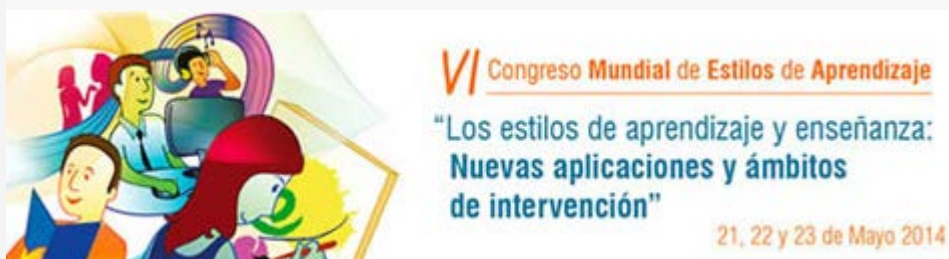 VI Congreso Mundial de Estilos de Aprendizaje
“Los estilos de aprendizaje y enseñanza:
Nuevas aplicaciones y ámbitos
de intervención”
21, 22 y 23 de Mayo 2014